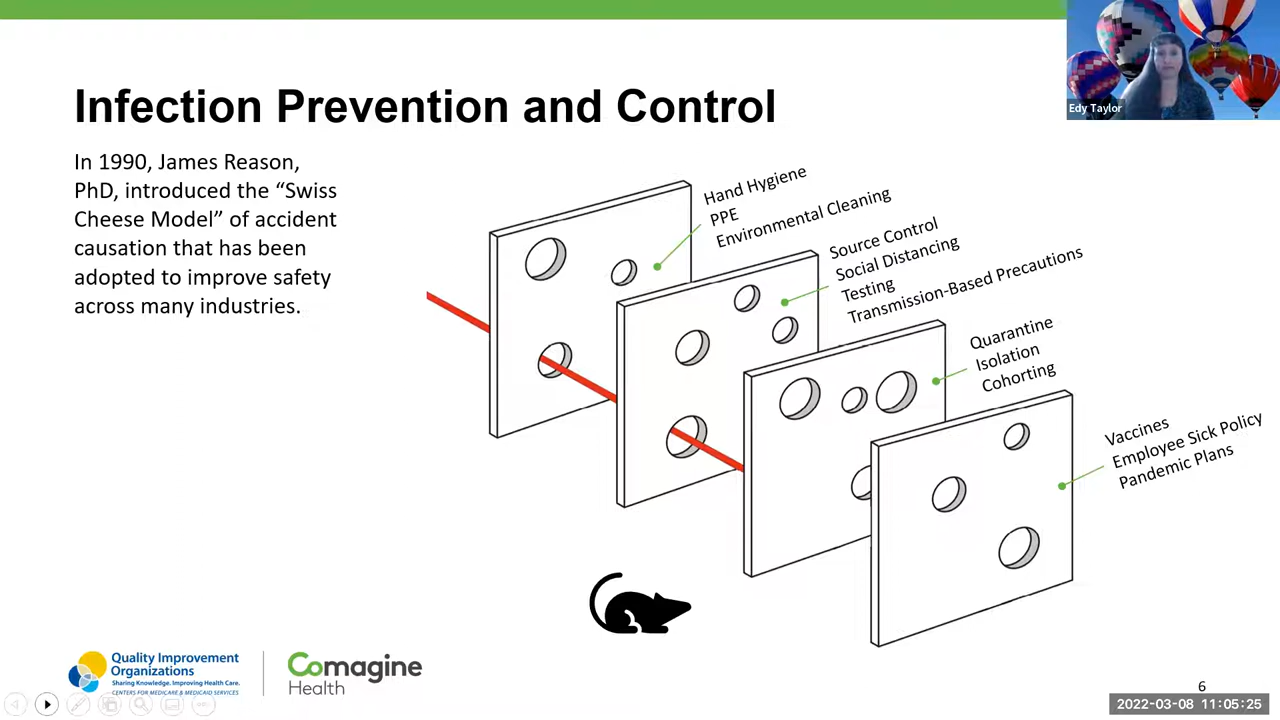 Edy Taylor
Infection Prevention and Control
In 1990, James Reason,
PhD, introduced the “Swiss
Cheese Model” of accident
causation that has been
adopted to improve safety
across many industries.
Hand Hygiene
PPE
Environmental Cleaning
Source Control
Social Distancing
Testing
Transmission-Based Precautions
Quarantine
Isolation
Cohorting
Vaccines
Employee Sick Policy
Pandemic Plans
Quality Improvement
Organizations
Sharing Knowledge. Improving Health Care.
CENTERS FOR MEDICARE & MEDICAID SERVICES
Comagine
Health
6
2022-03-08 11:05:25